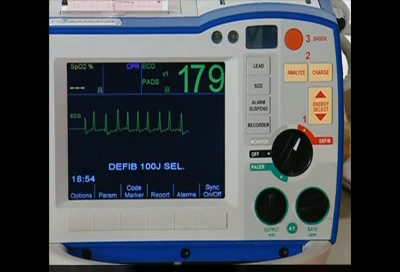 SpO2 %
CPR
ECG
PADS
x1
179
---
ECG
DEFIB 100J SEL.
18:54
Options
Param
Code Marker
Report
Alarms
Sync On/Off
LEAD
SIZE
ALARM SUSPEND
RECORDER
3 SHOCK
2
ANALYZE
CHARGE
ENERGY SELECT
1
MONITOR
DEFIB
OFF
PACER
OUTPUT
RATE
4:1